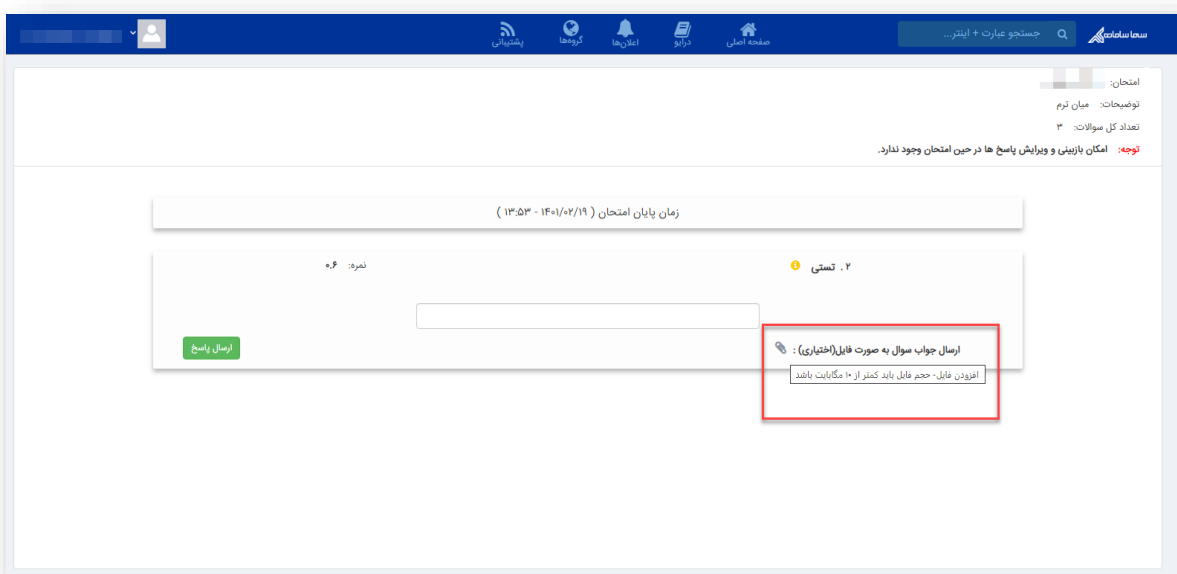 سما سامانه
جستجو عبارت + اینتر...
صفحه اصلی
درایو
اعلان‌ها
گروه‌ها
پشتیبانی
امتحان:
توضیحات: میان ترم
تعداد کل سوالات: ۳
توجه: امکان بازبینی و ویرایش پاسخ ها در حین امتحان وجود ندارد.
زمان پایان امتحان ( ۱۴۰۱/۰۲/۱۹ - ۱۳:۵۳ )
۲ . تستی
نمره: ۰.۶
ارسال جواب سوال به صورت فایل(اختیاری) :
ارسال پاسخ
افزودن فایل- حجم فایل باید کمتر از ۱۰ مگابایت باشد